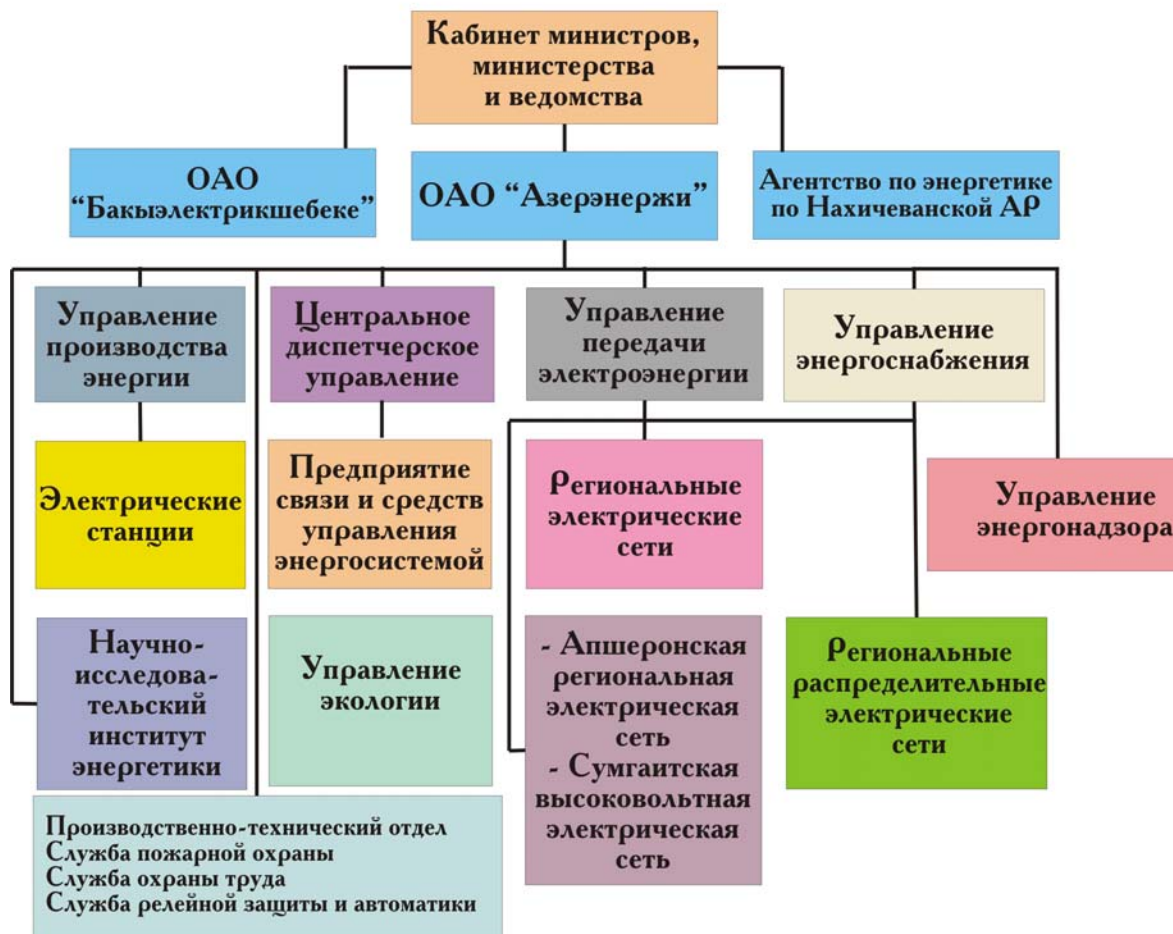 Кабинет министров,
министерства
и ведомства
ОАО
“Бакыэлектрикшебеке”
ОАО “Азерэнержи”
Агентство по энергетике
по Нахичеванской АР
Управление
производства
энергии
Центральное
диспетчерское
управление
Управление
передачи
электроэнергии
Управление
энергоснабжения
Электрические
станции
Предприятие
связи и средств
управления
энергосистемой
Региональные
электрические
сети
Управление
энергонадзора
Научно-
исследова-
тельский
институт
энергетики
Управление
экологии
- Апшеронская
региональная
электрическая
сеть
- Сумгаитская
высоковольтная
электрическая
сеть
Региональные
распределительные
электрические
сети
Производственно-технический отдел
Служба пожарной охраны
Служба охраны труда
Служба релейной защиты и автоматики